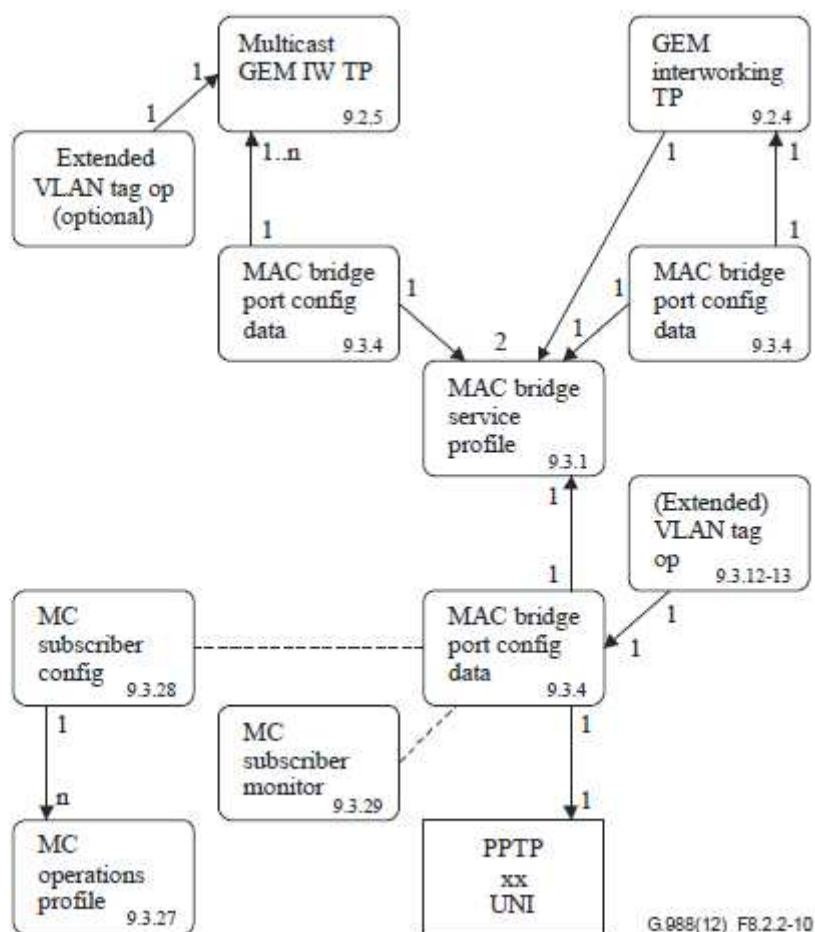 Multicast
GEM IW TP
9.2.5
GEM
interworking
TP
9.2.4
1
1
Extended
VLAN tag op
(optional)
1..n
1
1
1
MAC bridge
port config
data
9.3.4
1
MAC bridge
port config
data
9.3.4
1
1
2
1
MAC bridge
service
profile
9.3.1
1
(Extended)
VLAN tag
op
9.3.12-13
1
MC
subscriber
config
9.3.28
MAC bridge
port config
data
9.3.4
1
1
1
MC
subscriber
monitor
9.3.29
1
n
1
MC
operations
profile
9.3.27
PPTP
xx
UNI
G.988(12)_F8.2.2-10